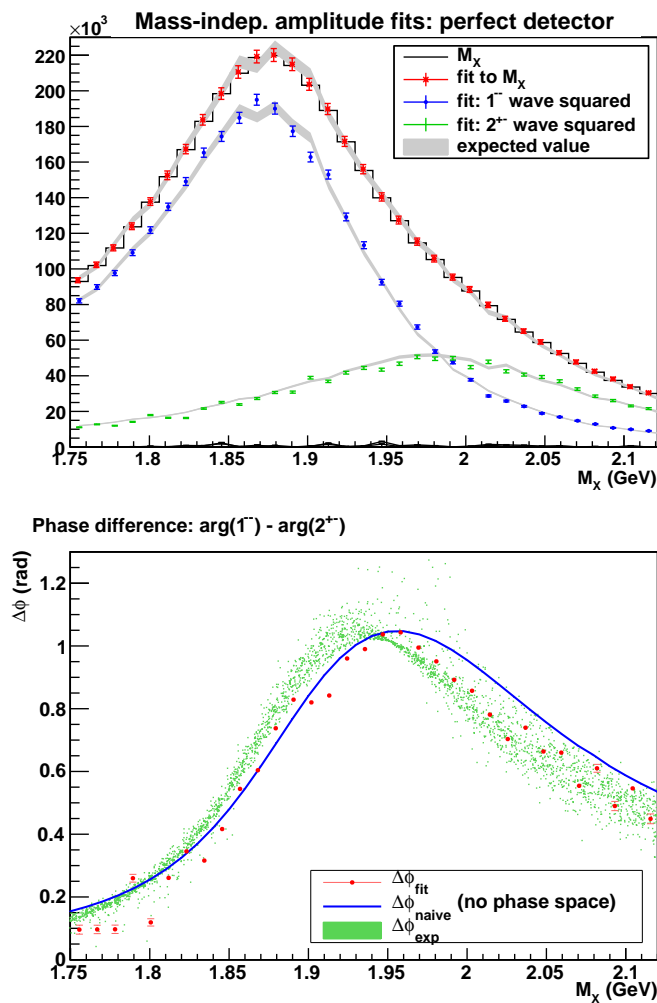 Mass-indep. amplitude fits: perfect detector
×10³
220
200
180
160
140
120
100
80
60
40
20
0
M_X
fit to M_X
fit: 1⁻⁻ wave squared
fit: 2⁺⁻ wave squared
expected value
1.75 1.8 1.85 1.9 1.95 2 2.05 2.1
M_X (GeV)
Phase difference: arg(1⁻⁻) - arg(2⁺⁻)
Δϕ (rad)
1.2
1
0.8
0.6
0.4
0.2
0
Δϕ_fit
Δϕ_naive (no phase space)
Δϕ_exp
1.75 1.8 1.85 1.9 1.95 2 2.05 2.1
M_X (GeV)